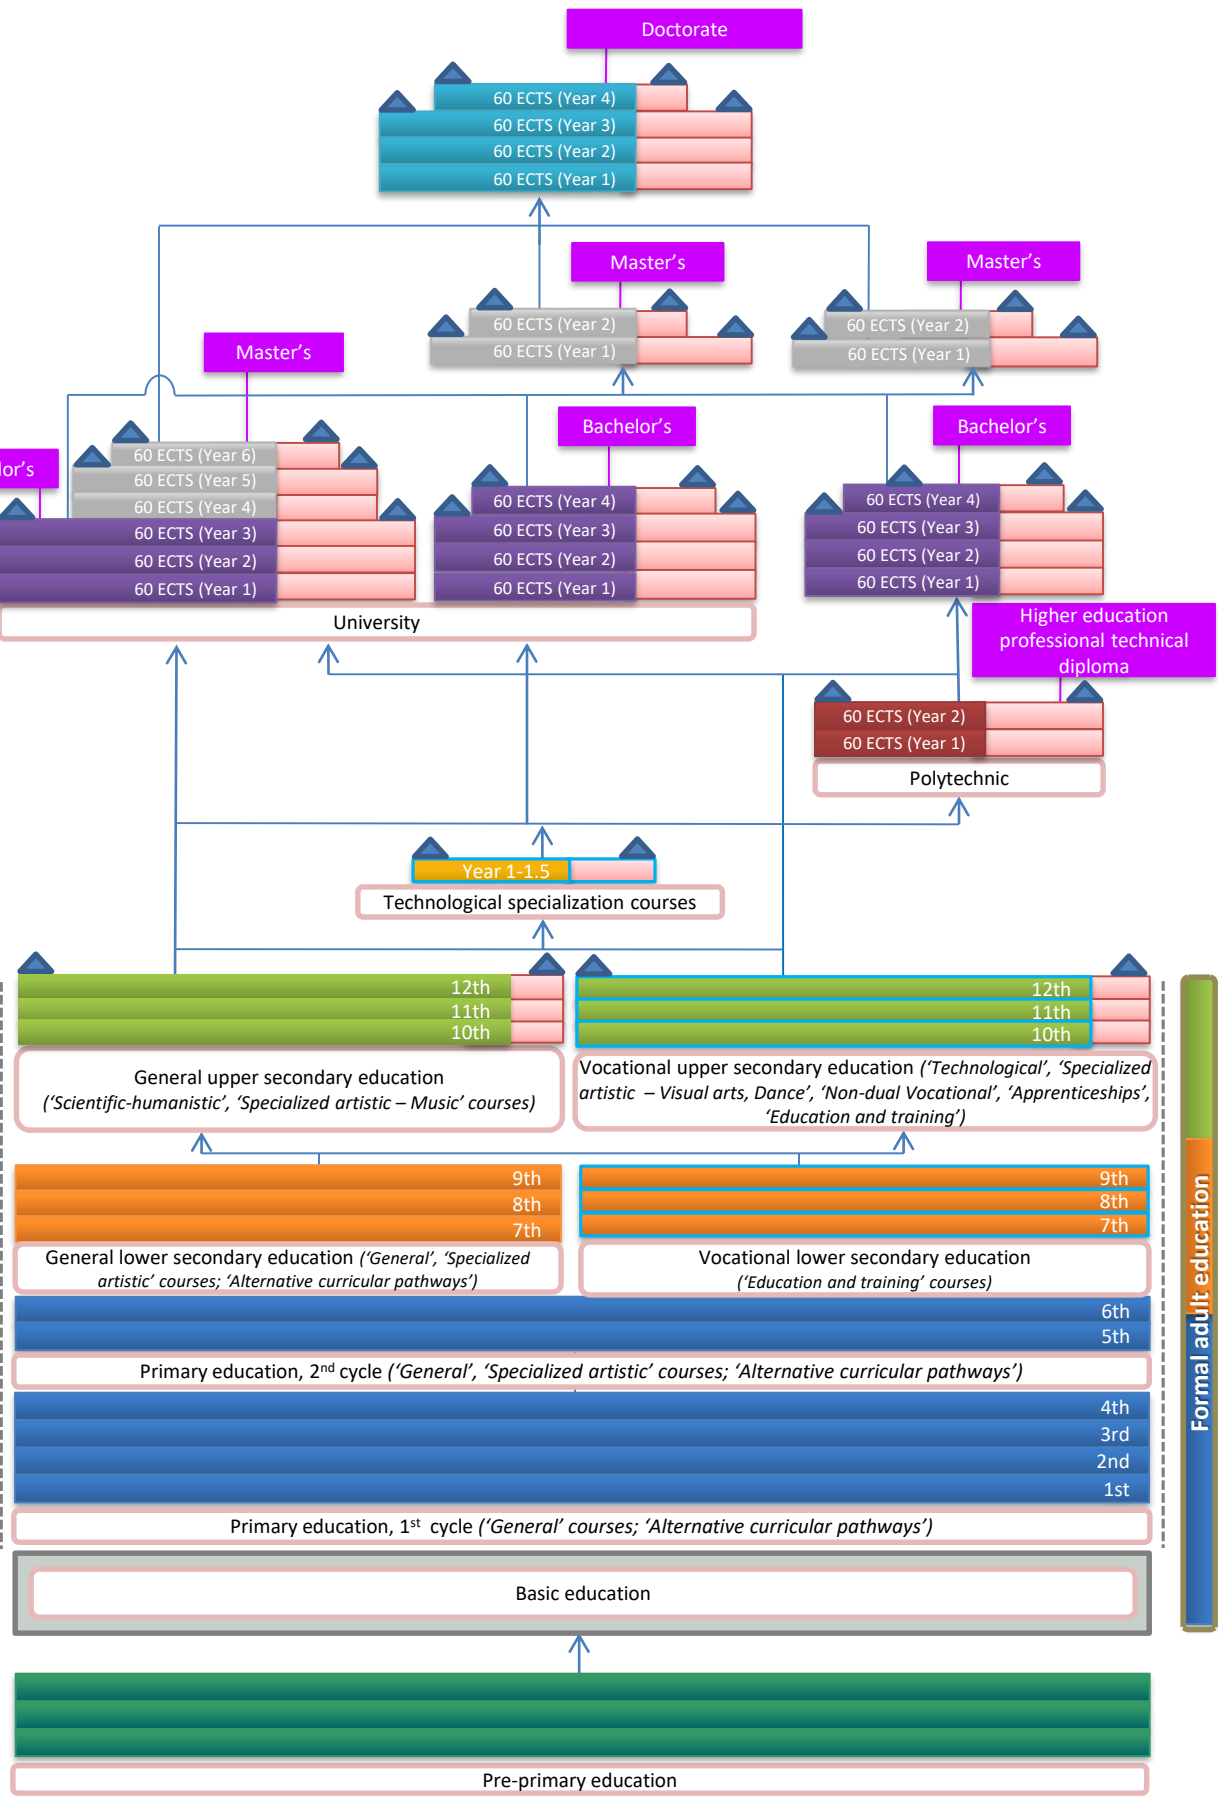 Doctorate
60 ECTS (Year 4)
60 ECTS (Year 3)
60 ECTS (Year 2)
60 ECTS (Year 1)
Master's
Master's
60 ECTS (Year 2)
60 ECTS (Year 1)
60 ECTS (Year 2)
60 ECTS (Year 1)
Master's
Bachelor's
Bachelor's
lor's
60 ECTS (Year 6)
60 ECTS (Year 5)
60 ECTS (Year 4)
60 ECTS (Year 3)
60 ECTS (Year 2)
60 ECTS (Year 1)
60 ECTS (Year 4)
60 ECTS (Year 3)
60 ECTS (Year 2)
60 ECTS (Year 1)
60 ECTS (Year 4)
60 ECTS (Year 3)
60 ECTS (Year 2)
60 ECTS (Year 1)
University
Higher education
professional technical
diploma
60 ECTS (Year 2)
60 ECTS (Year 1)
Polytechnic
Year 1-1.5
Technological specialization courses
12th
11th
10th
12th
11th
10th
General upper secondary education
('Scientific-humanistic', 'Specialized artistic – Music' courses)
Vocational upper secondary education ('Technological', 'Specialized
artistic – Visual arts, Dance', 'Non-dual Vocational', 'Apprenticeships',
'Education and training')
9th
8th
7th
9th
8th
7th
General lower secondary education ('General', 'Specialized
artistic' courses; 'Alternative curricular pathways')
Vocational lower secondary education
('Education and training' courses)
6th
5th
Primary education, 2nd cycle ('General', 'Specialized artistic' courses; 'Alternative curricular pathways')
4th
3rd
2nd
1st
Primary education, 1st cycle ('General' courses; 'Alternative curricular pathways')
Basic education
Pre-primary education
Formal adult education